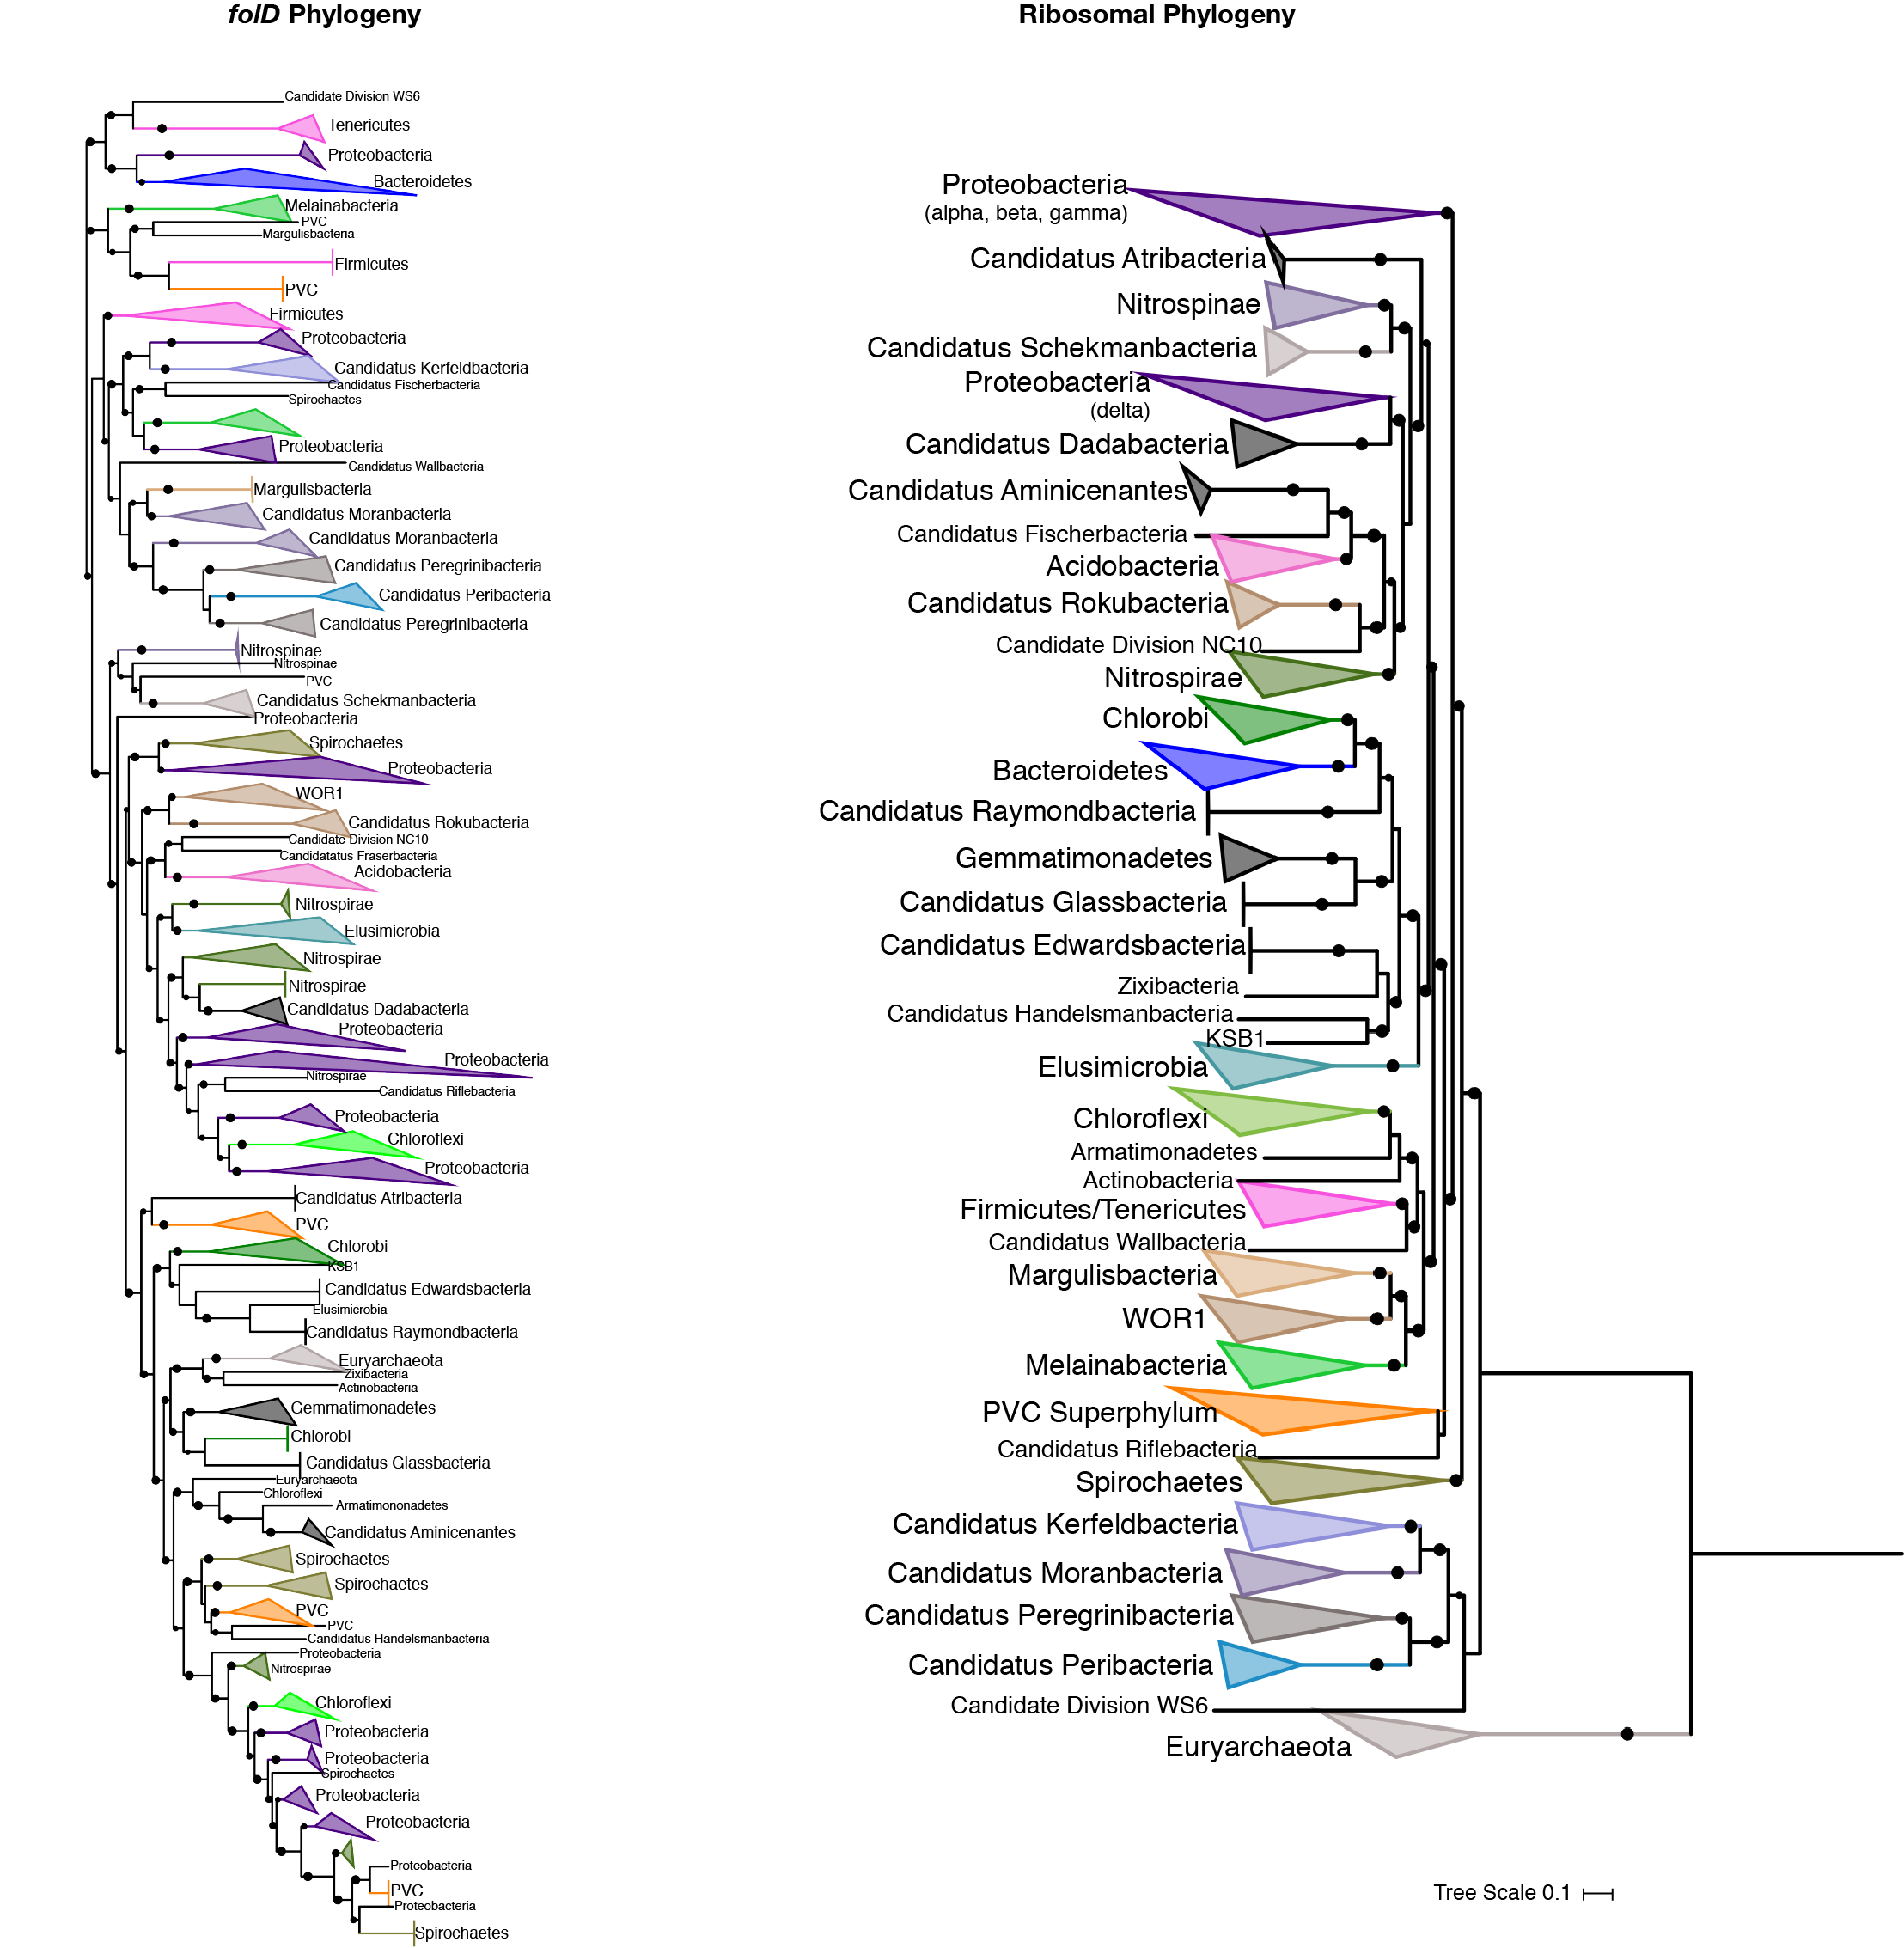 folD Phylogeny
Candidate Division WS6
Tenericutes
Proteobacteria
Bacteroidetes
Melainabacteria
PVC
Margulisbacteria
Firmicutes
PVC
Firmicutes
Proteobacteria
Candidatus Kerfeldbacteria
Candidatus Fischerbacteria
Spirochaetes
Proteobacteria
Candidatus Wallbacteria
Margulisbacteria
Candidatus Moranbacteria
Candidatus Moranbacteria
Candidatus Peregrinibacteria
Candidatus Peribacteria
Candidatus Peregrinibacteria
Nitrospinae
Nitrospinae
PVC
Candidatus Schekmanbacteria
Proteobacteria
Spirochaetes
Proteobacteria
WOR1
Candidatus Rokubacteria
Candidate Division NC10
Candidatatus Fraserbacteria
Acidobacteria
Nitrospirae
Elusimicrobia
Nitrospirae
Nitrospirae
Candidatus Dadabacteria
Proteobacteria
Proteobacteria
Nitrospirae
Candidatus Riflebacteria
Proteobacteria
Chloroflexi
Proteobacteria
Candidatus Atribacteria
PVC
Chlorobi
KSB1
Candidatus Edwardsbacteria
Elusimicrobia
Candidatus Raymondbacteria
Euryarchaeota
Zixibacteria
Actinobacteria
Gemmatimonadetes
Chlorobi
Candidatus Glassbacteria
Euryarchaeota
Chloroflexi
Armatimononadetes
Candidatus Aminicenantes
Spirochaetes
Spirochaetes
PVC
PVC
Candidatus Handelsmanbacteria
Proteobacteria
Nitrospirae
Chloroflexi
Proteobacteria
Proteobacteria
Spirochaetes
Proteobacteria
Proteobacteria
Proteobacteria
PVC
Proteobacteria
Spirochaetes
Ribosomal Phylogeny
Proteobacteria
(alpha, beta, gamma)
Candidatus Atribacteria
Nitrospinae
Candidatus Schekmanbacteria
Proteobacteria
(delta)
Candidatus Dadabacteria
Candidatus Aminicenantes
Candidatus Fischerbacteria
Acidobacteria
Candidatus Rokubacteria
Candidate Division NC10
Nitrospirae
Chlorobi
Bacteroidetes
Candidatus Raymondbacteria
Gemmatimonadetes
Candidatus Glassbacteria
Candidatus Edwardsbacteria
Zixibacteria
Candidatus Handelsmanbacteria
KSB1
Elusimicrobia
Chloroflexi
Armatimonadetes
Actinobacteria
Firmicutes/Tenericutes
Candidatus Wallbacteria
Margulisbacteria
WOR1
Melainabacteria
PVC Superphylum
Candidatus Riflebacteria
Spirochaetes
Candidatus Kerfeldbacteria
Candidatus Moranbacteria
Candidatus Peregrinibacteria
Candidatus Peribacteria
Candidate Division WS6
Euryarchaeota
Tree Scale 0.1